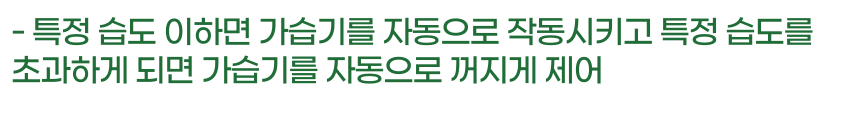 - 특정 습도 이하면 가습기를 자동으로 작동시키고 특정 습도를
초과하게 되면 가습기를 자동으로 꺼지게 제어